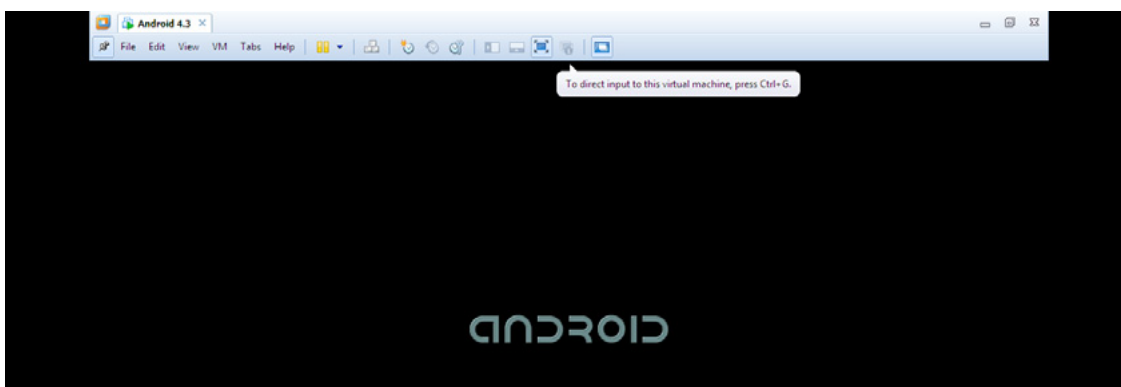 Android 4.3
File Edit View VM Tabs Help
To direct input to this virtual machine, press Ctrl+G.
ANDROID